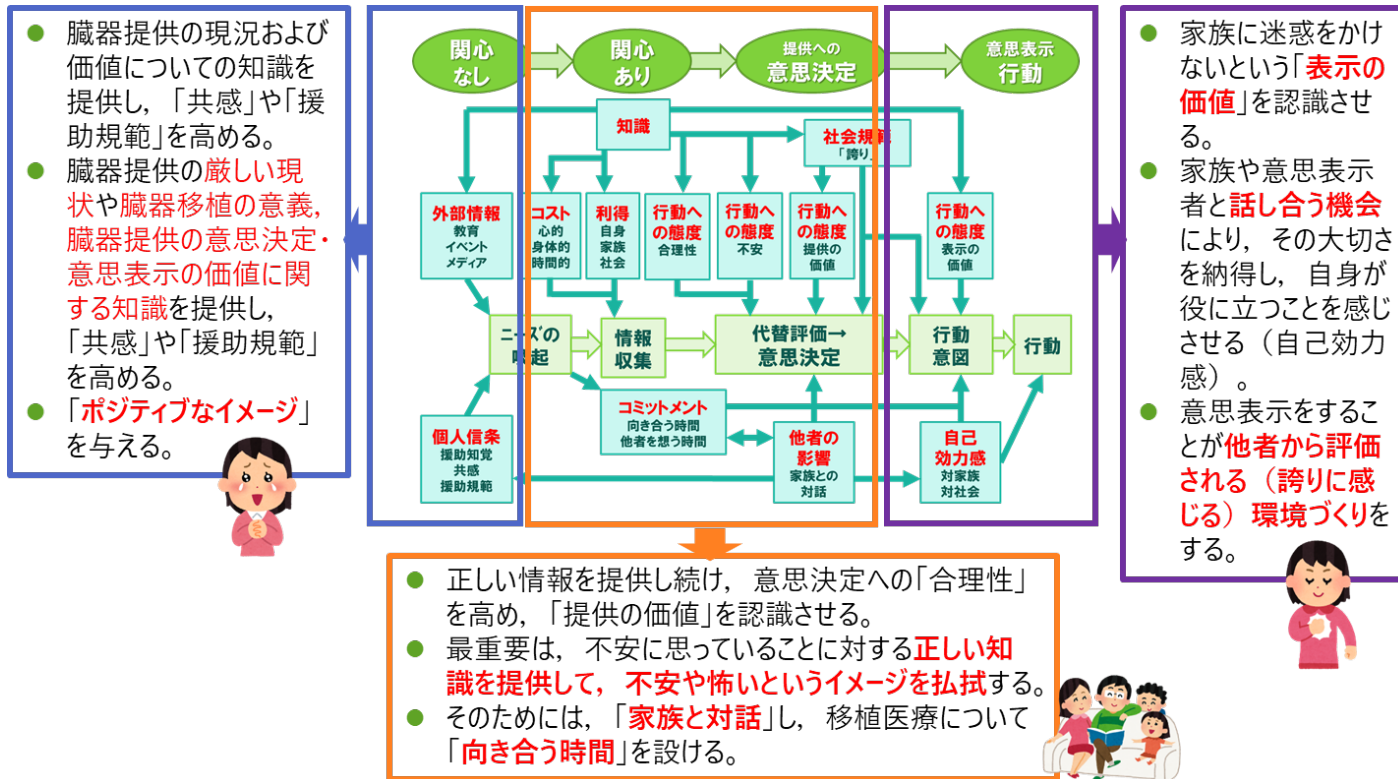 ● 臓器提供の現況および
価値についての知識を
提供し，「共感」や「援
助規範」を高める。
● 臓器提供の厳しい現
状や臓器移植の意義，
臓器提供の意思決定・
意思表示の価値に関
する知識を提供し，
「共感」や「援助規範」
を高める。
● 「ポジティブなイメージ」
を与える。
関心
なし
関心
あり
提供への
意思決定
意思表示
行動
知識
社会規範
「誇り」
外部情報
教育
イベント
メディア
コスト
心的
身体的
時間的
利得
自身
家族
社会
行動へ
の態度
合理性
行動へ
の態度
不安
行動へ
の態度
提供の
価値
行動へ
の態度
表示の
価値
ニーズの
喚起
情報
収集
代替評価→
意思決定
行動
意図
行動
コミットメント
向き合う時間
他者を想う時間
個人信条
援助知覚
共感
援助規範
他者の
影響
家族との
対話
自己
効力感
対家族
対社会
● 家族に迷惑をかけ
ないという「表示の
価値」を認識させ
る。
● 家族や意思表示
者と話し合う機会
により，その大切さ
を納得し，自身が
役に立つことを感じ
させる（自己効力
感）。
● 意思表示をするこ
とが他者から評価
される（誇りに感
じる）環境づくりを
する。
● 正しい情報を提供し続け，意思決定への「合理性」
を高め，「提供の価値」を認識させる。
● 最重要は，不安に思っていることに対する正しい知
識を提供して，不安や怖いというイメージを払拭する。
● そのためには，「家族と対話」し，移植医療について
「向き合う時間」を設ける。